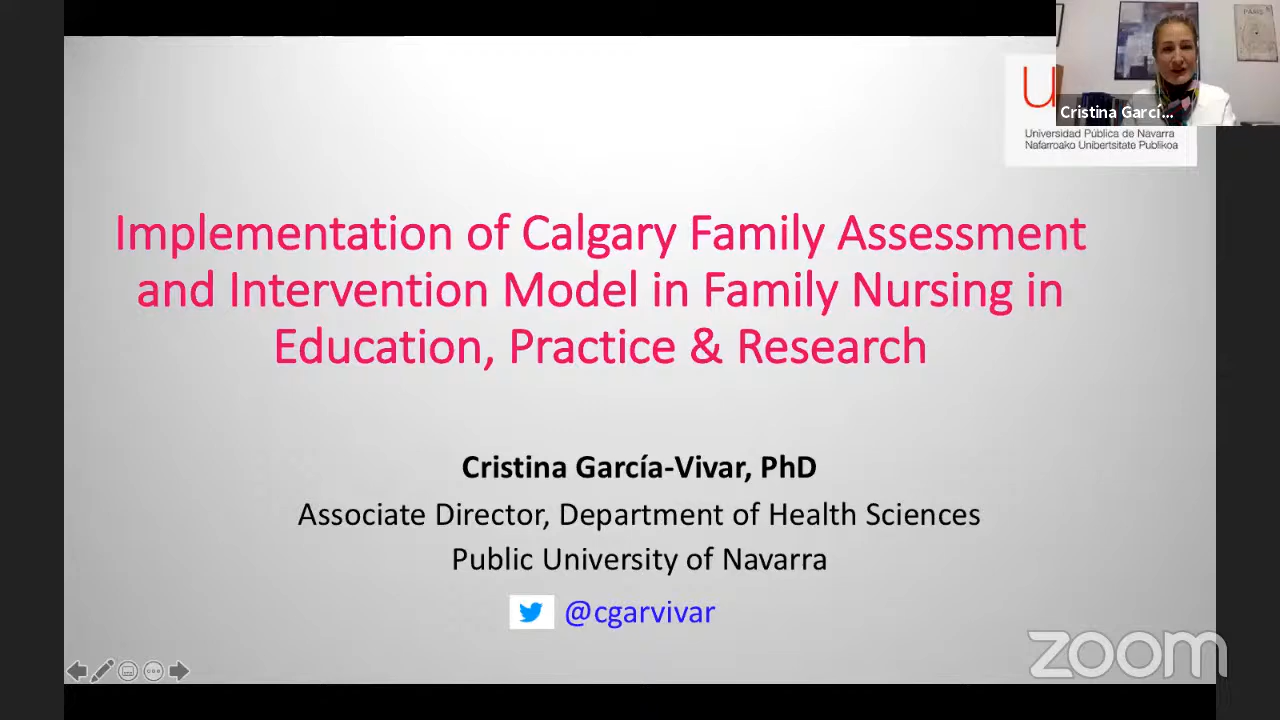 PAMG
U
Cristina Garcí...
Universidad Pública de Navarra
Nafarroako Unibertsitate Publikoa
Implementation of Calgary Family Assessment
and Intervention Model in Family Nursing in
Education, Practice & Research
Cristina García-Vivar, PhD
Associate Director, Department of Health Sciences
Public University of Navarra
@cgarvivar
zoom